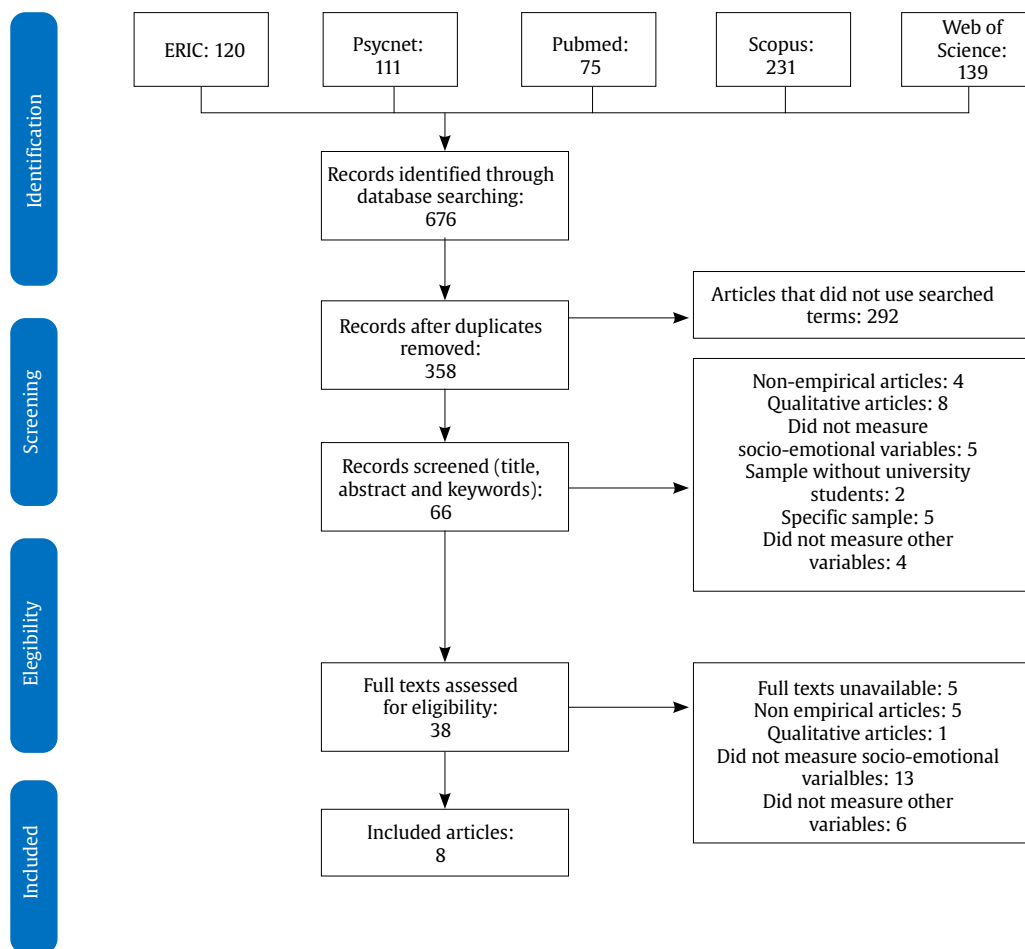 Identification
ERIC: 120
Psycnet:
111
Pubmed:
75
Scopus:
231
Web of
Science:
139
Records identified through
database searching:
676
Screening
Records after duplicates
removed:
358
Articles that did not use searched
terms: 292
Records screened (title,
abstract and keywords):
66
Non-empirical articles: 4
Qualitative articles: 8
Did not measure
socio-emotional variables: 5
Sample without university
students: 2
Specific sample: 5
Did not measure other
variables: 4
Elegibility
Full texts assessed
for eligibility:
38
Full texts unavailable: 5
Non empirical articles: 5
Qualitative articles: 1
Did not measure socio-emotional
varialbles: 13
Did not measure other
variables: 6
Included
Included articles:
8